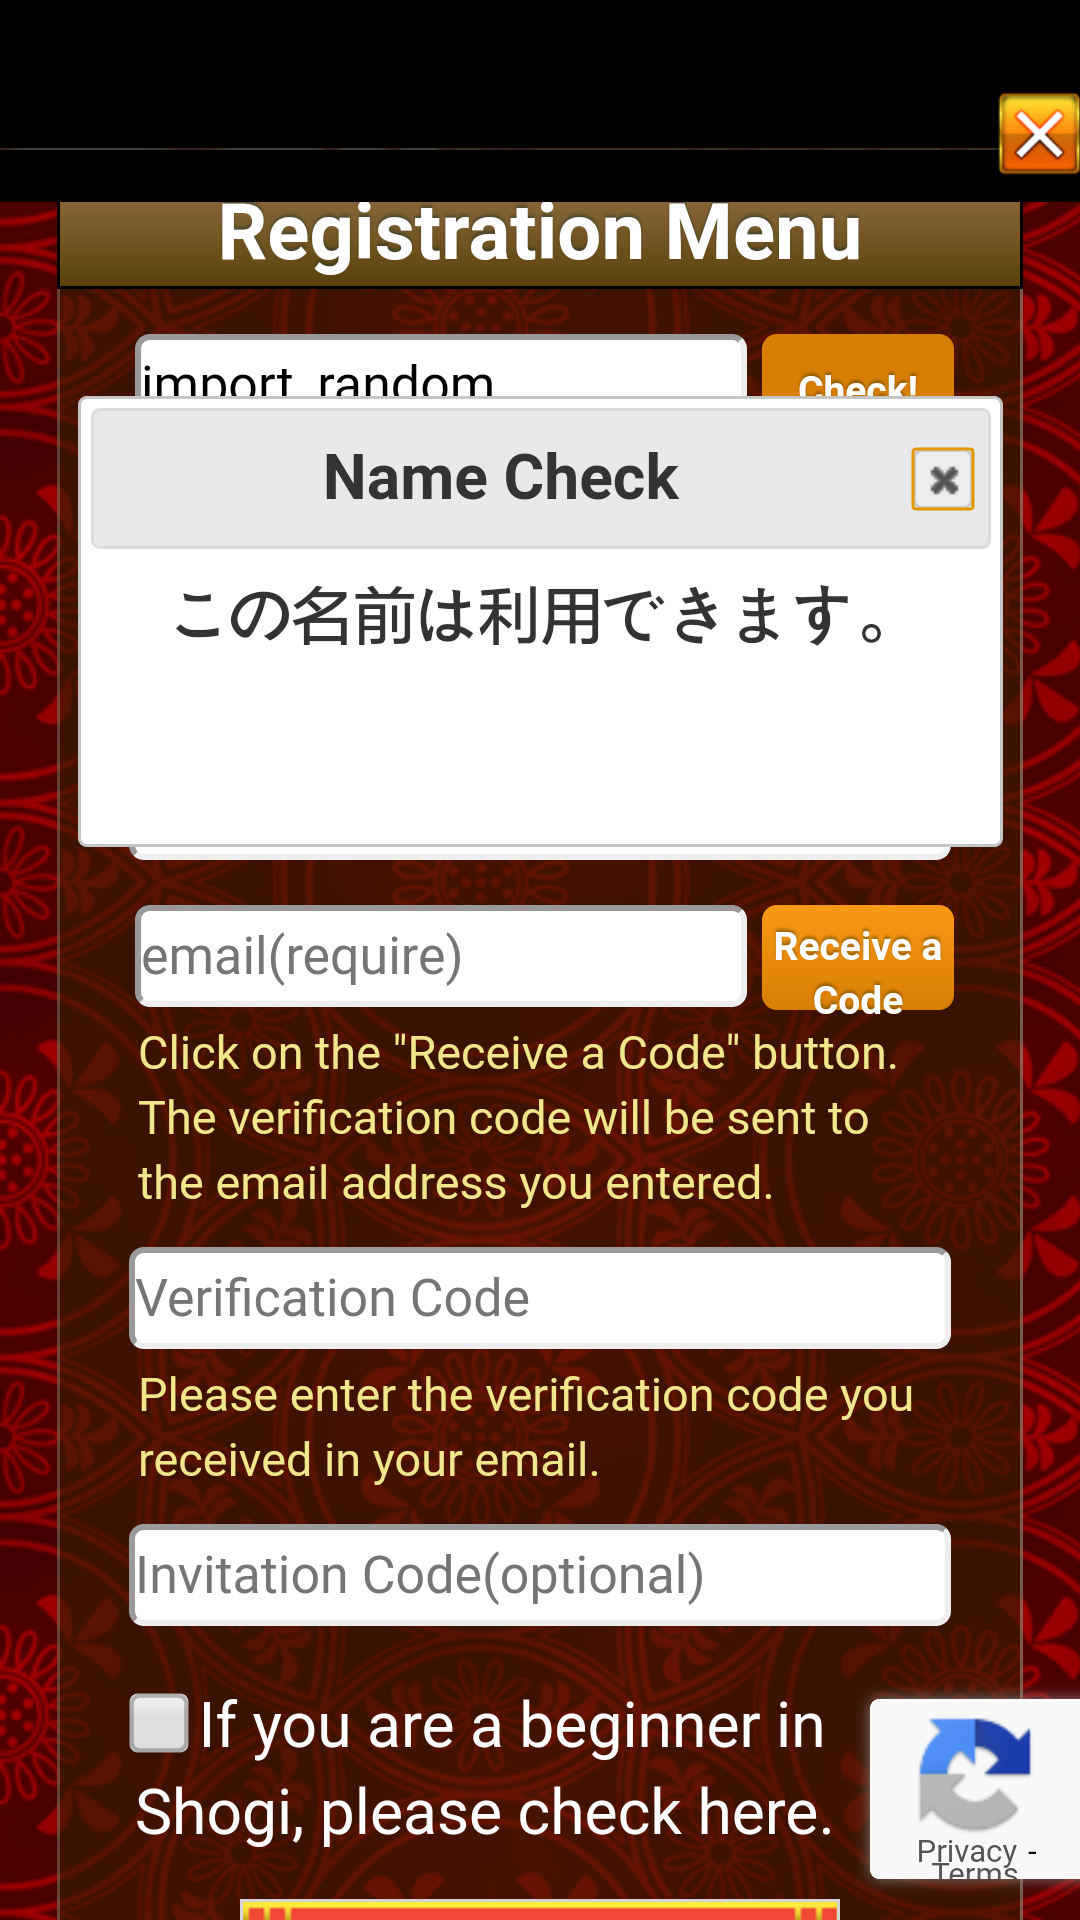 Registration Menu
import_random
Check!
Name Check
この名前は利用できます。
email(require)
Receive a
Code
Click on the "Receive a Code" button.
The verification code will be sent to
the email address you entered.
Verification Code
Please enter the verification code you
received in your email.
Invitation Code(optional)
If you are a beginner in
Shogi, please check here.
Privacy -
Terms